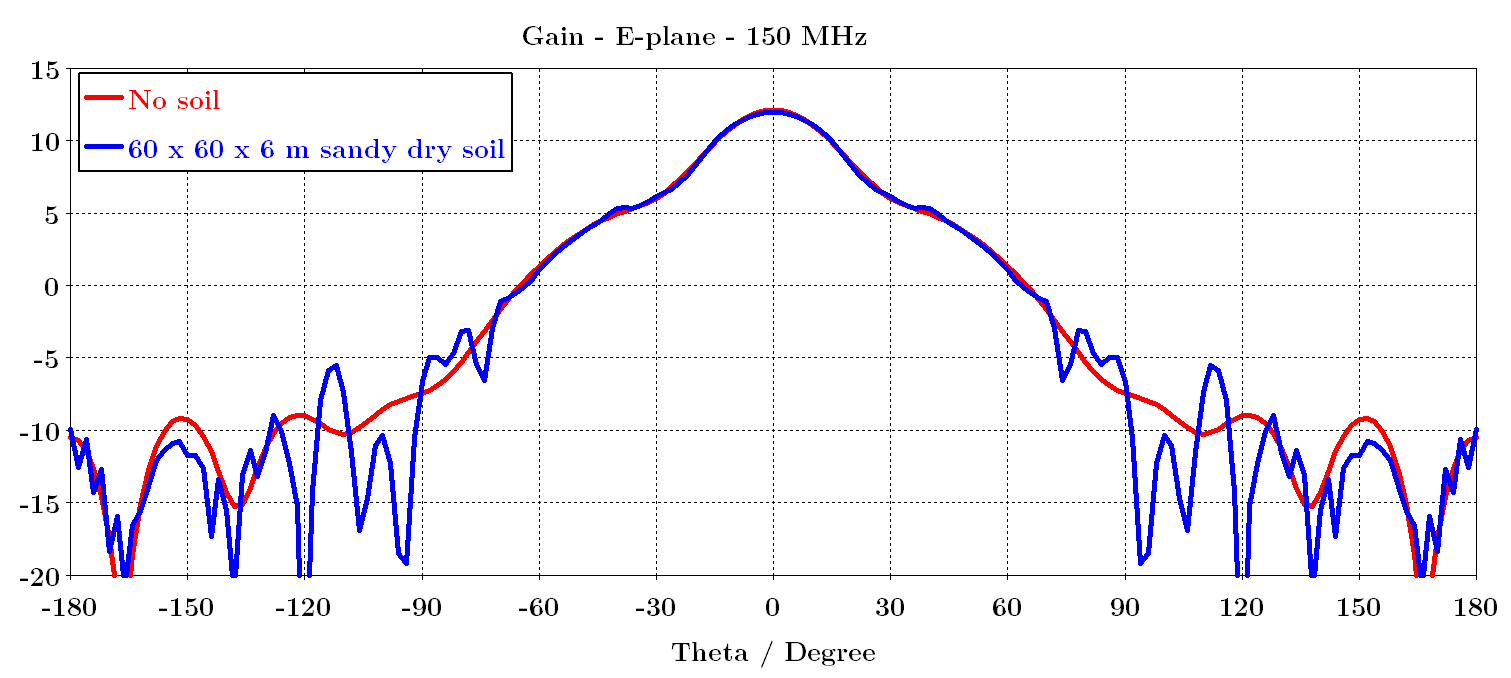 Gain - E-plane - 150 MHz
15
No soil
10
60 x 60 x 6 m sandy dry soil
5
0
-5
-10
-15
-20
-180 -150 -120 -90 -60 -30 0 30 60 90 120 150 180
Theta / Degree